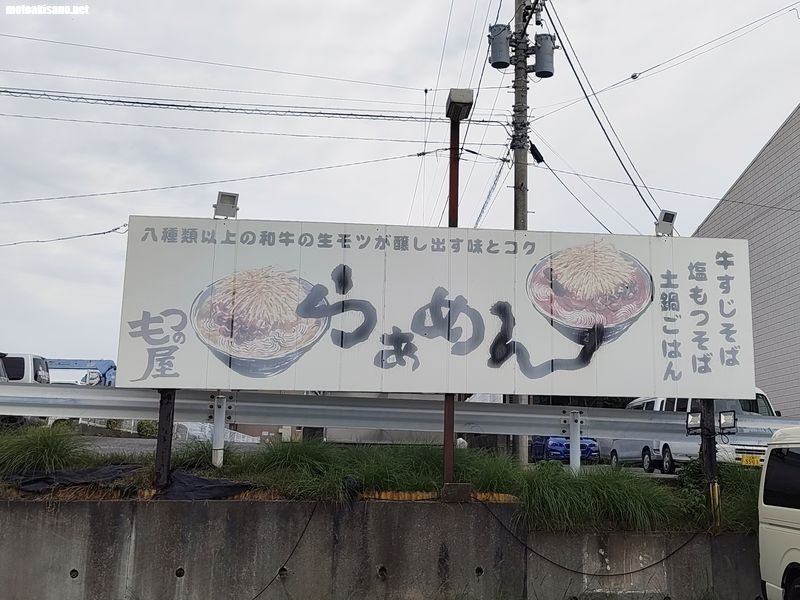 motoakisano.net
八種類以上の和牛の生モツが醸し出す味とコク
もつの屋
らぁめん
牛すじそば
塩もつそば
土鍋ごはん